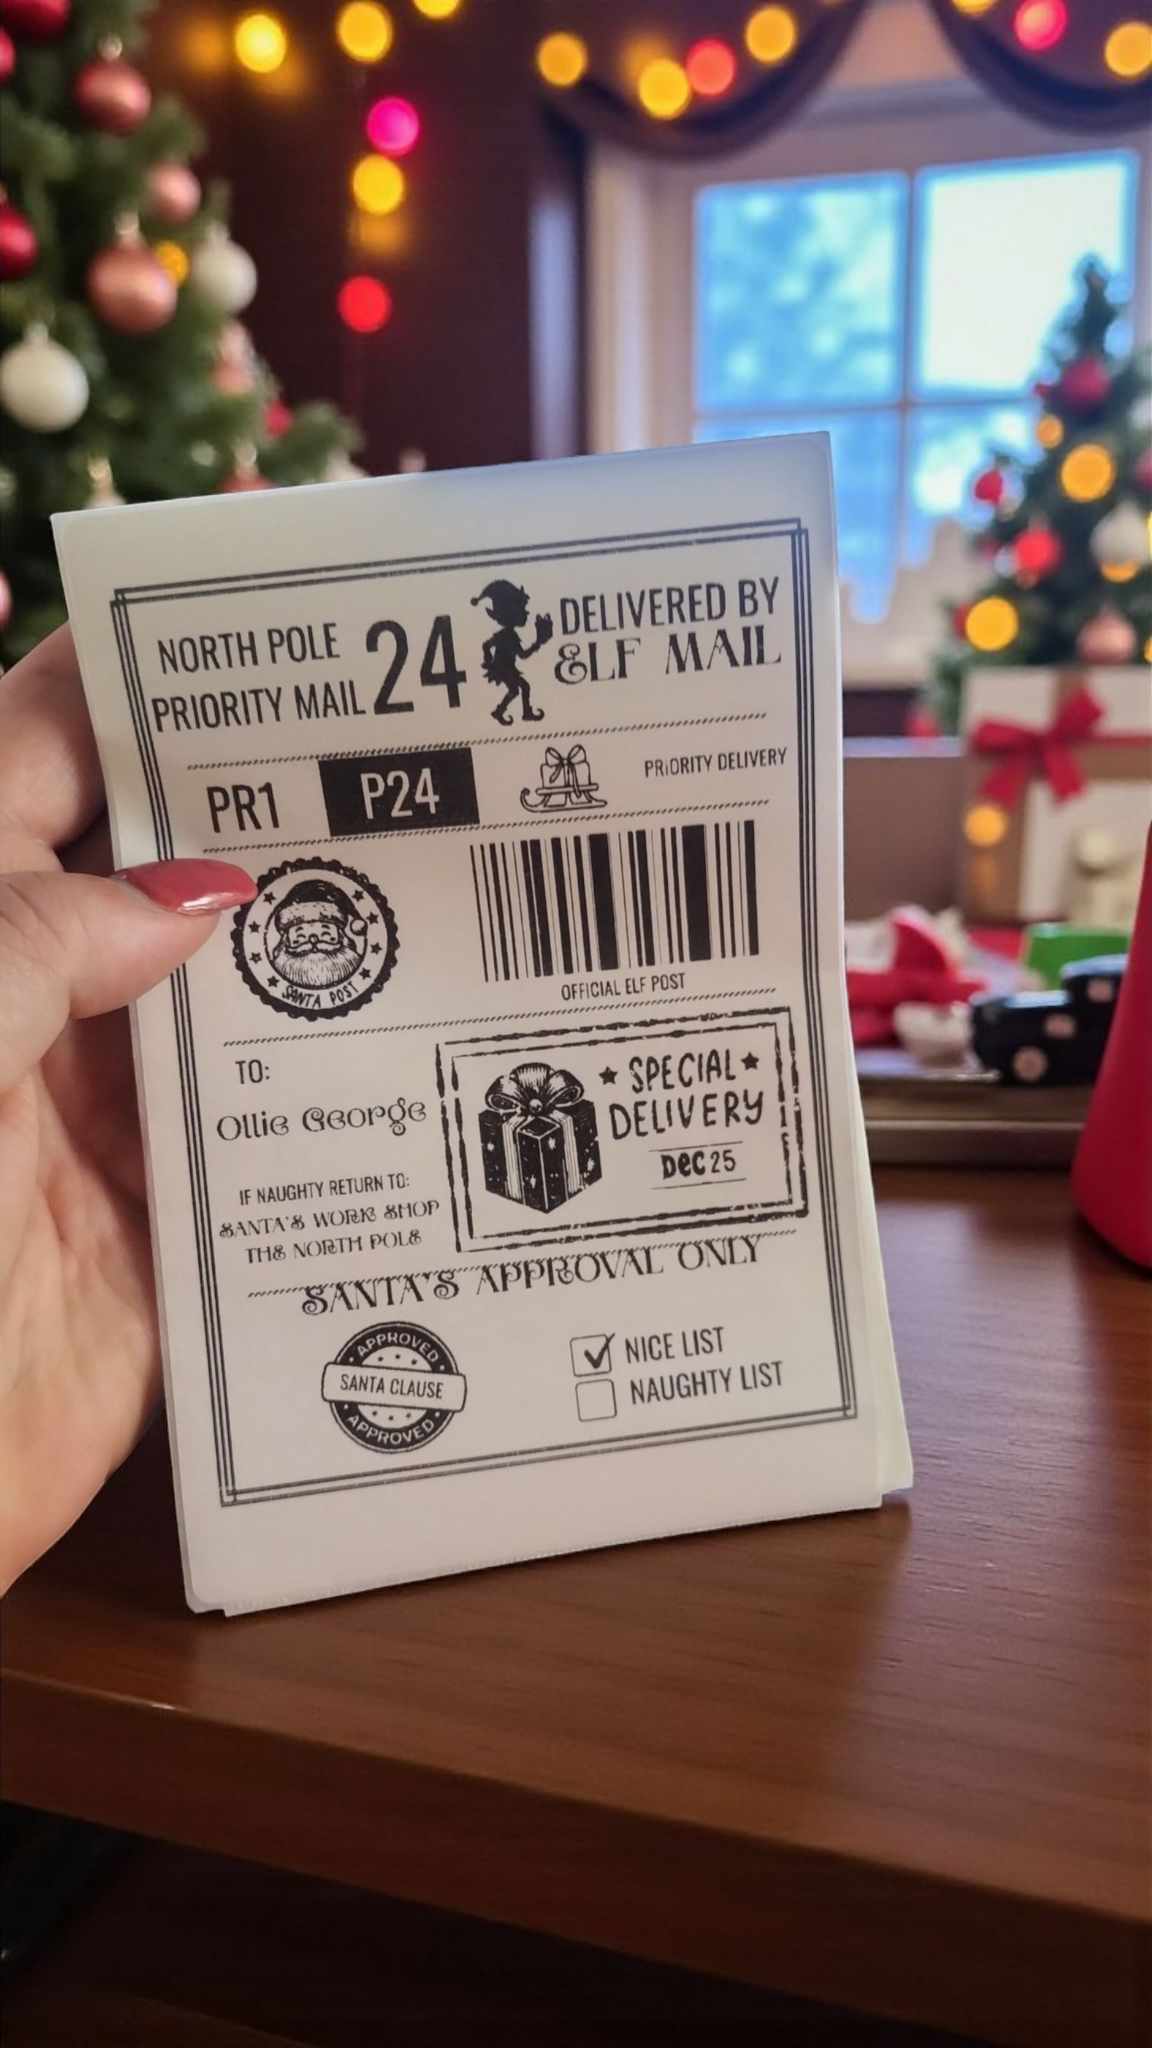 NORTH POLE
PRIORITY MAIL
24
DELIVERED BY
ELF MAIL
PR1
P24
PRIORITY DELIVERY
SANTA POST
OFFICIAL ELF POST
TO:
Ollie George
SPECIAL
DELIVERY
Dec 25
IF NAUGHTY RETURN TO:
SANTA'S WORK SHOP
THE NORTH POLE
SANTA'S APPROVAL ONLY
APPROVED
SANTA CLAUSE
APPROVED
NICE LIST
NAUGHTY LIST